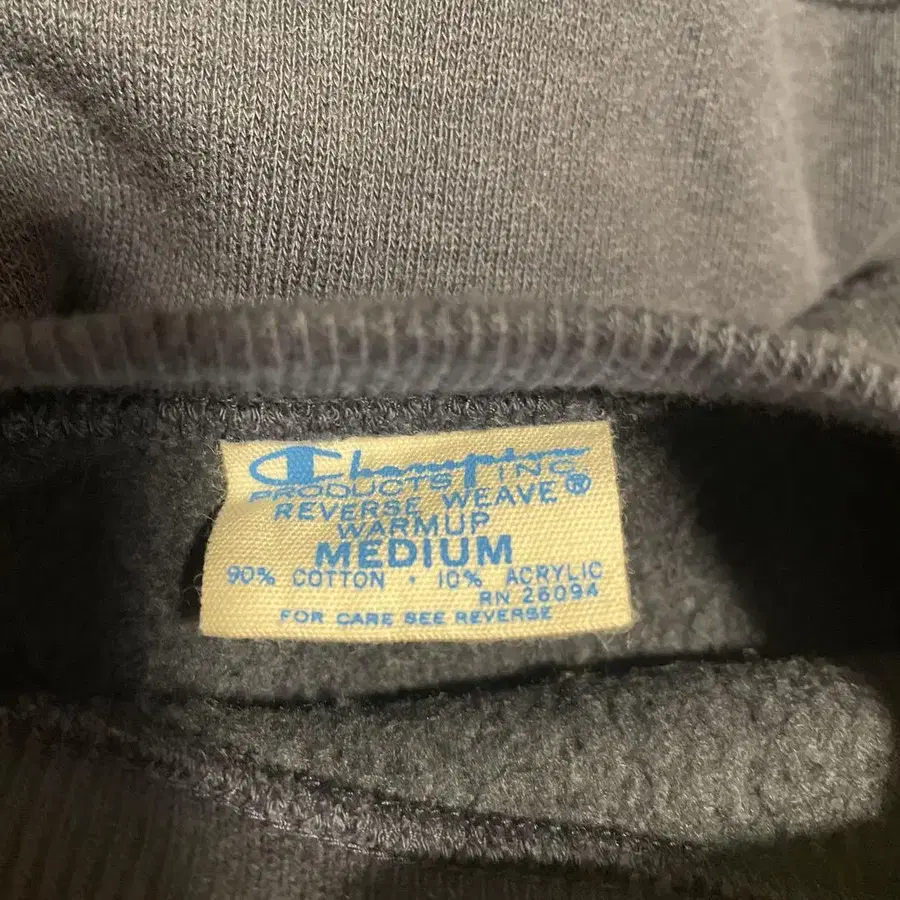 Champion
PRODUCTS INC
REVERSE WEAVE®
WARMUP
MEDIUM
90% COTTON · 10% ACRYLIC
RN 26094
FOR CARE SEE REVERSE